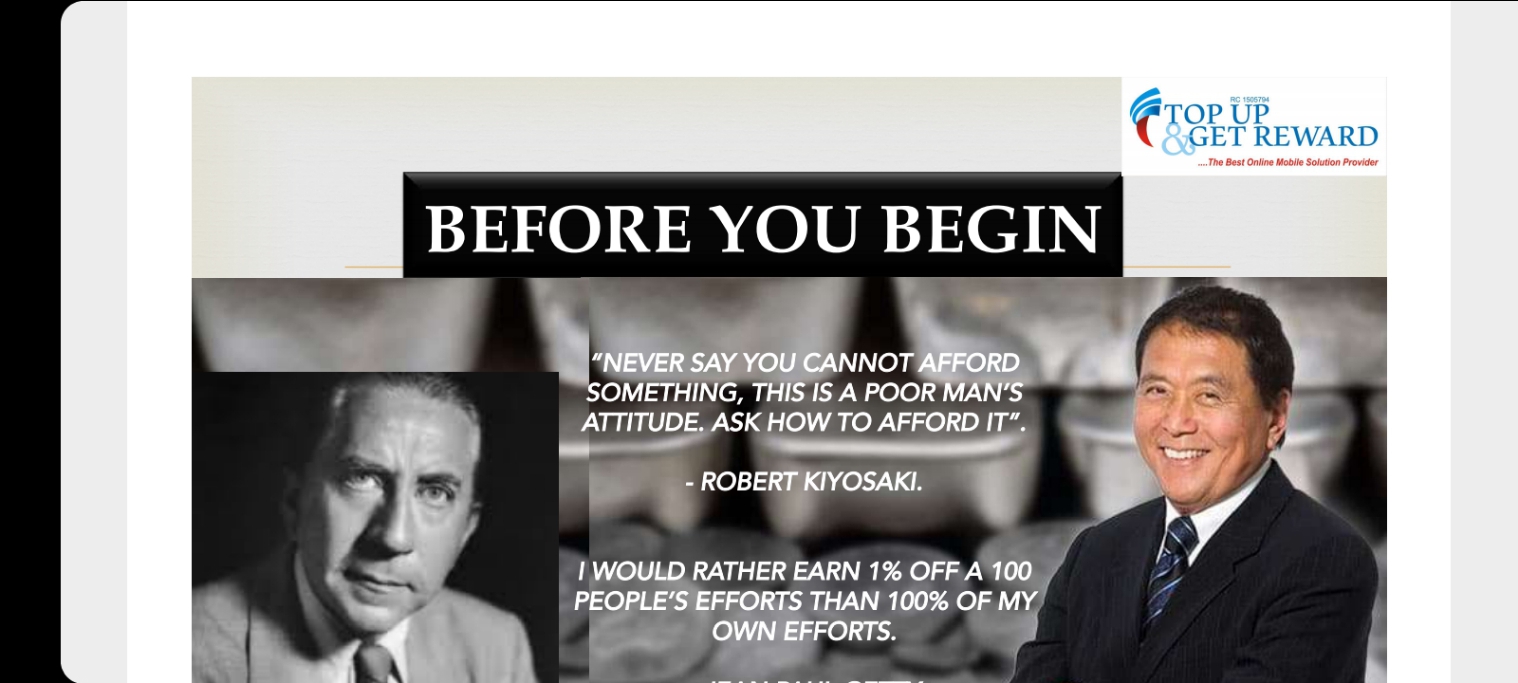 RC 1505794
TOP UP
& GET REWARD
....The Best Online Mobile Solution Provider
BEFORE YOU BEGIN
“NEVER SAY YOU CANNOT AFFORD
SOMETHING, THIS IS A POOR MAN’S
ATTITUDE. ASK HOW TO AFFORD IT”.
- ROBERT KIYOSAKI.
I WOULD RATHER EARN 1% OFF A 100
PEOPLE’S EFFORTS THAN 100% OF MY
OWN EFFORTS.